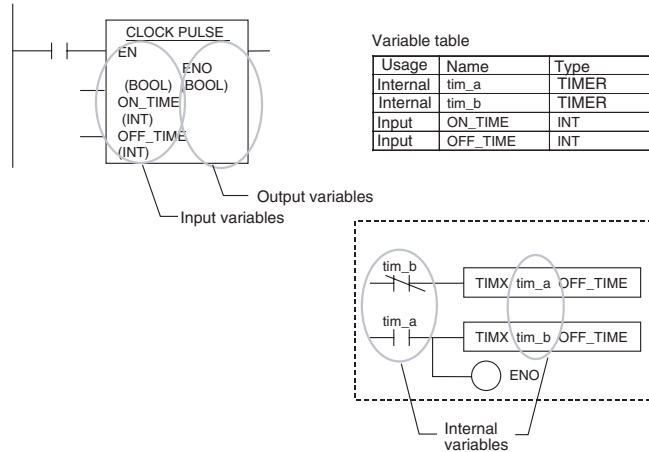 CLOCK PULSE
EN
ENO
(BOOL) (BOOL)
ON_TIME
(INT)
OFF_TIME
(INT)
Output variables
Input variables
Variable table
Usage Name Type
Internal tim_a TIMER
Internal tim_b TIMER
Input ON_TIME INT
Input OFF_TIME INT
tim_b
TIMX tim_a OFF_TIME
tim_a
TIMX tim_b OFF_TIME
ENO
Internal
variables